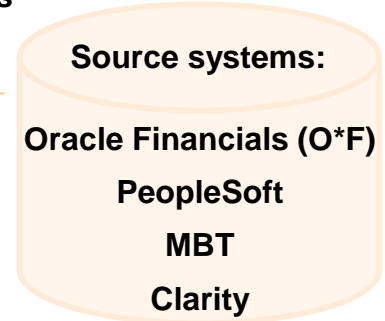 Source systems:
Oracle Financials (O*F)
PeopleSoft
MBT
Clarity